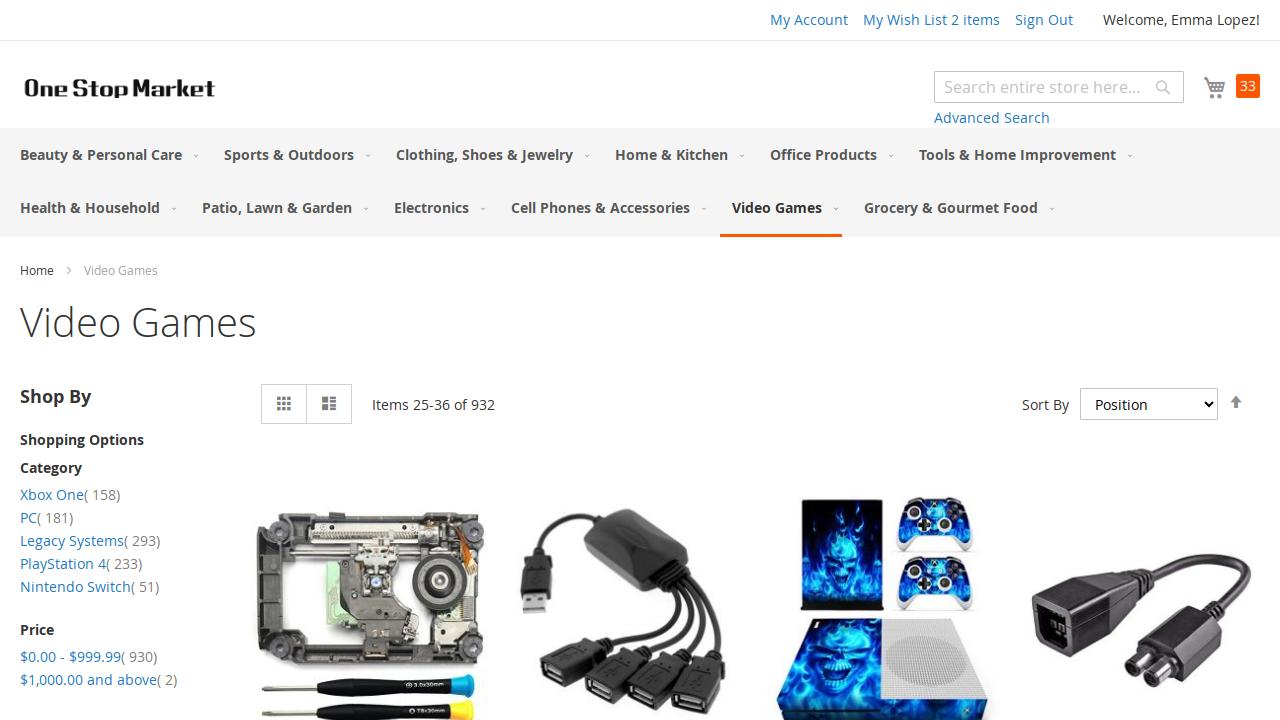 My Account My Wish List 2 items Sign Out Welcome, Emma Lopez!
One Stop Market
Search entire store here... 33
Advanced Search
Beauty & Personal Care Sports & Outdoors Clothing, Shoes & Jewelry Home & Kitchen Office Products Tools & Home Improvement
Health & Household Patio, Lawn & Garden Electronics Cell Phones & Accessories Video Games Grocery & Gourmet Food
Home Video Games
Video Games
Shop By
Items 25-36 of 932 Sort By Position
Shopping Options
Category
Xbox One( 158)
PC( 181)
Legacy Systems( 293)
PlayStation 4( 233)
Nintendo Switch( 51)
Price
$0.00 - $999.99( 930)
$1,000.00 and above( 2)
3.0x30mm
T8x30mm